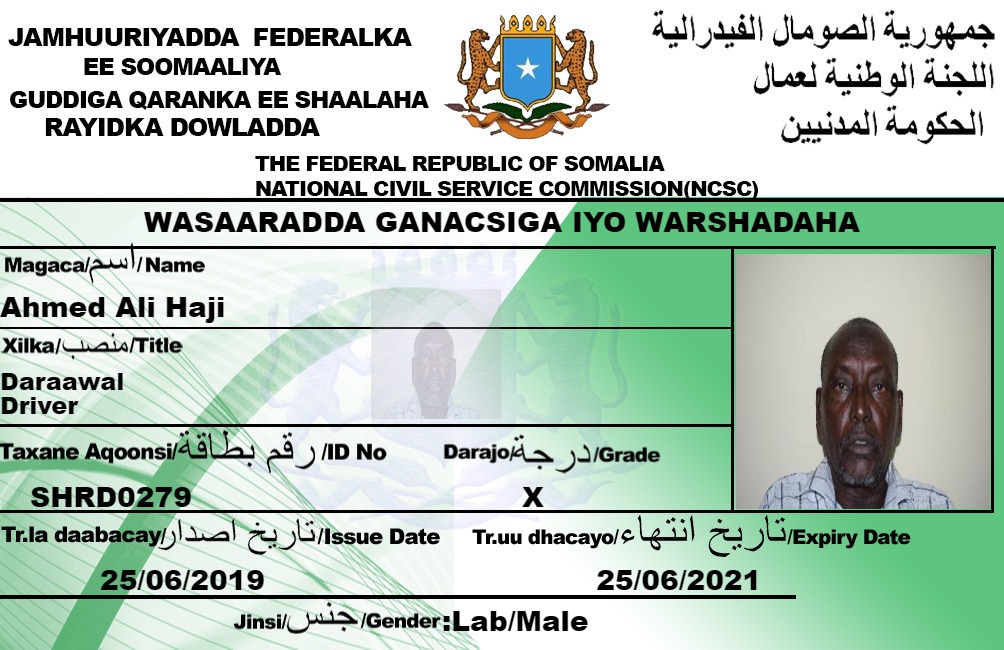 JAMHUURIYADDA FEDERALKA
EE SOOMAALIYA
GUDDIGA QARANKA EE SHAALAHA
RAYIDKA DOWLADDA
جمهورية الصومال الفيدرالية
اللجنة الوطنية لعمال
الحكومة المدنيين
THE FEDERAL REPUBLIC OF SOMALIA
NATIONAL CIVIL SERVICE COMMISSION(NCSC)
WASAARADDA GANACSIGA IYO WARSHADAHA
Magaca/اسم/Name
Ahmed Ali Haji
Xilka/منصب/Title
Daraawal
Driver
Taxane Aqoonsi/رقم بطاقة/ID No
Darajo/درجة/Grade
SHRD0279
X
Tr.la daabacay/تاريخ اصدار/Issue Date
Tr.uu dhacayo/تاريخ انتهاء/Expiry Date
25/06/2019
25/06/2021
Jinsi/جنس/Gender:Lab/Male